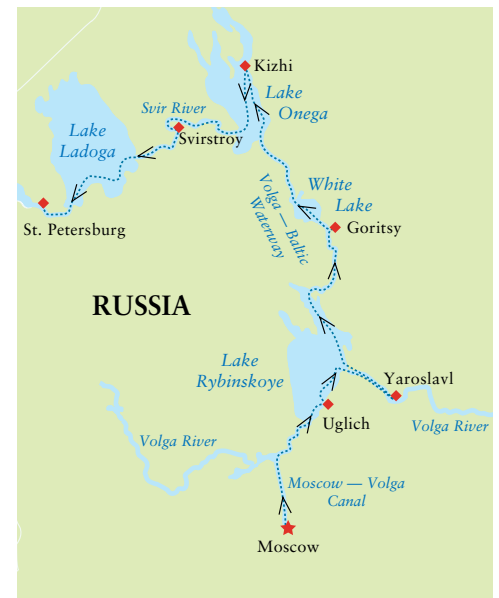 Kizhi
Lake
Onega
Svir River
Svirstroy
Lake
Ladoga
St. Petersburg
White
Lake
Volga — Baltic
Waterway
Goritsy
RUSSIA
Lake
Rybinskoye
Yaroslavl
Uglich
Volga River
Volga River
Moscow — Volga
Canal
Moscow